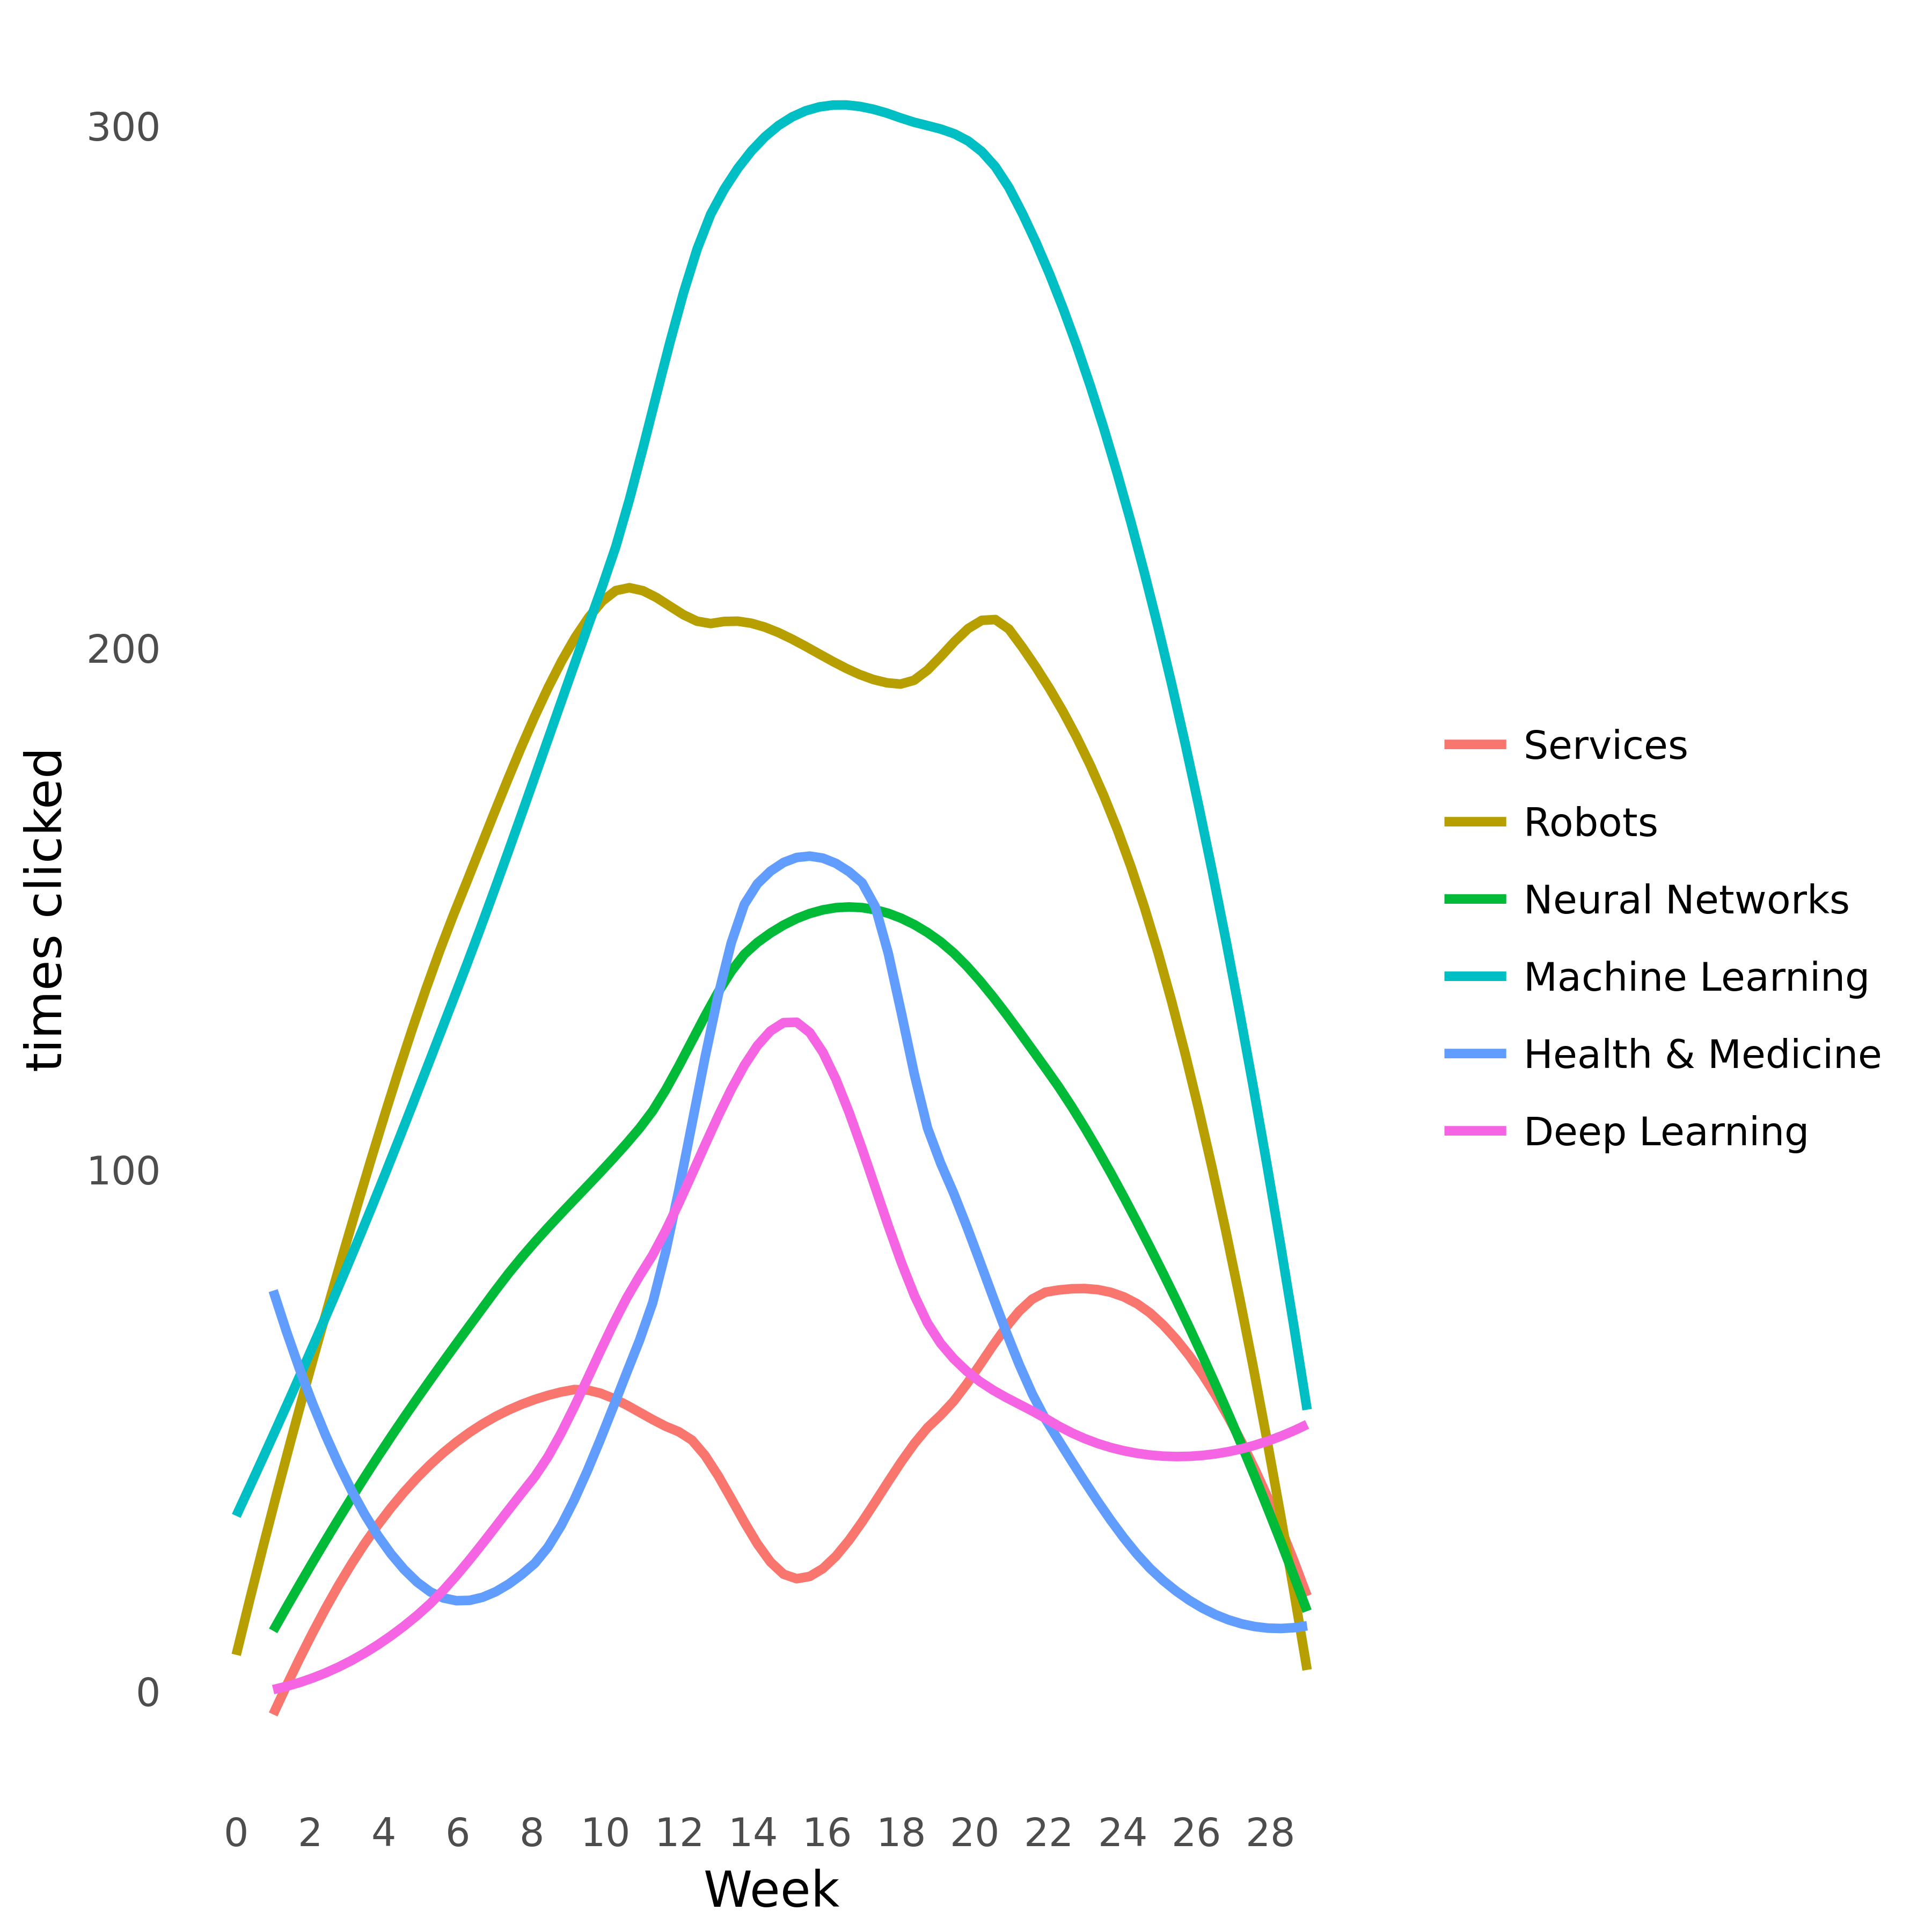 300
200
100
0
times clicked
0 2 4 6 8 10 12 14 16 18 20 22 24 26 28
Week
Services
Robots
Neural Networks
Machine Learning
Health & Medicine
Deep Learning